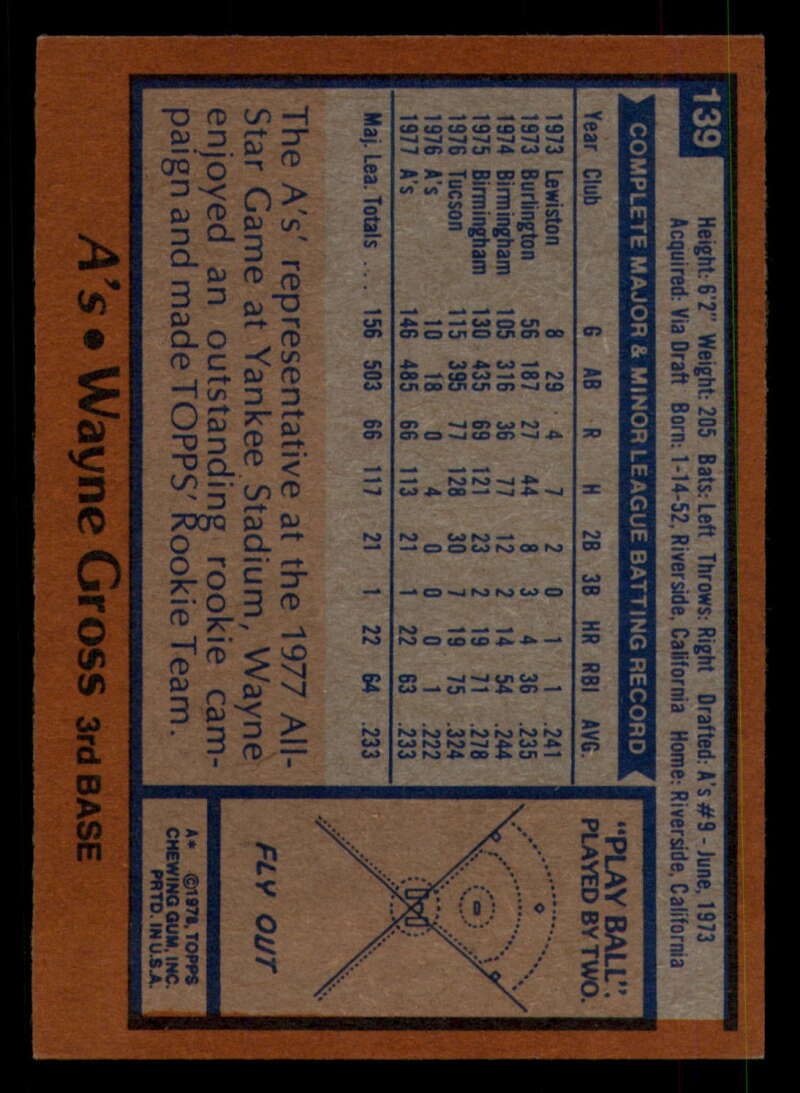 139
Height: 6'2" Weight: 205 Bats: Left Throws: Right Drafted: A's #9 - June, 1973
Acquired: Via Draft Born: 1-14-52, Riverside, California Home: Riverside, California
COMPLETE MAJOR & MINOR LEAGUE BATTING RECORD
Year Club G AB R H 2B 3B HR RBI AVG.
1973 Lewiston 8 29 4 7 2 0 1 1 .241
1973 Burlington 56 187 27 44 8 3 4 36 .235
1974 Birmingham 105 316 36 77 12 2 14 54 .244
1975 Birmingham 130 435 69 121 23 2 19 71 .278
1976 Tucson 115 395 77 128 30 7 19 75 .324
1976 A's 10 18 0 4 0 0 0 1 .222
1977 A's 146 485 66 113 21 1 22 63 .233
Maj. Lea. Totals .... 156 503 66 117 21 1 22 64 .233
The A's' representative at the 1977 All-
Star Game at Yankee Stadium, Wayne
enjoyed an outstanding rookie cam-
paign and made TOPPS' Rookie Team.
"PLAY BALL":
PLAYED BY TWO.
FLY OUT
A* ©1978, TOPPS
CHEWING GUM, INC.
PRTD. IN U.S.A.
A's • Wayne Gross 3rd BASE